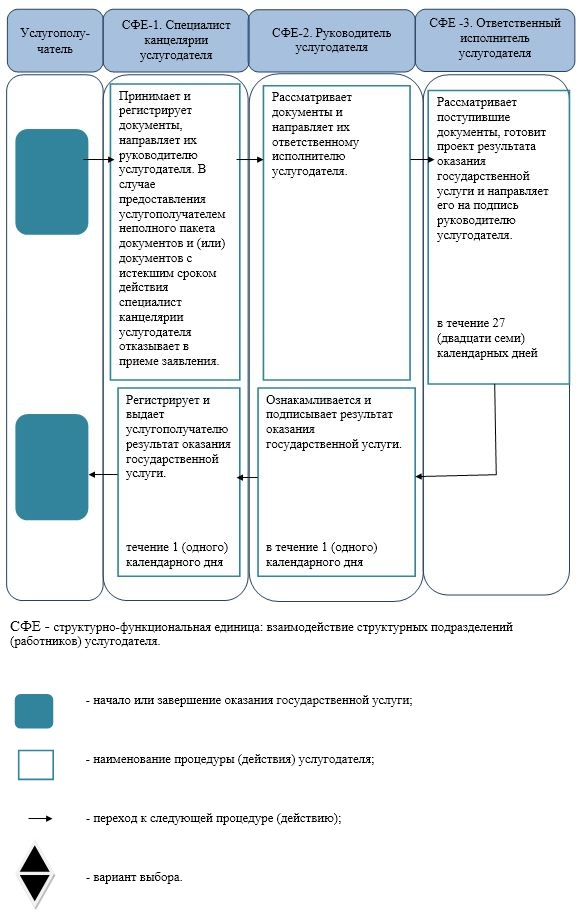 Услугополу-
чатель
СФЕ-1. Специалист
канцелярии
услугодателя
СФЕ-2. Руководитель
услугодателя
СФЕ -3. Ответственный
исполнитель
услугодателя
Принимает и
регистрирует
документы,
направляет их
руководителю
услугодателя. В
случае
предоставления
услугополучателем
неполного пакета
документов и (или)
документов с
истекшим сроком
действия
специалист
канцелярии
услугодателя
отказывает в
приеме заявления.
Рассматривает
документы и
направляет их
ответственному
исполнителю
услугодателя.
Рассматривает
поступившие
документы, готовит
проект результата
оказания
государственной
услуги и направляет
его на подпись
руководителю
услугодателя.
в течение 27
(двадцати семи)
календарных дней
Регистрирует и
выдает
услугополучателю
результат оказания
государственной
услуги.
течение 1 (одного)
календарного дня
Ознакамливается и
подписывает результат
оказания
государственной услуги.
в течение 1 (одного)
календарного дня
СФЕ - структурно-функциональная единица: взаимодействие структурных подразделений
(работников) услугодателя.
- начало или завершение оказания государственной услуги;
- наименование процедуры (действия) услугодателя;
- переход к следующей процедуре (действию);
- вариант выбора.